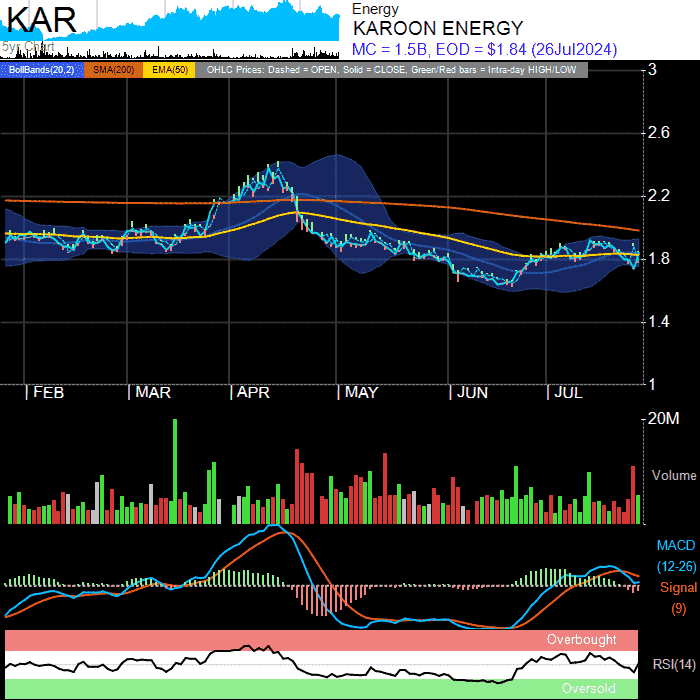 KAR
5yr Chart
Energy
KAROON ENERGY
MC = 1.5B, EOD = $1.84 (26Jul2024)
BollBands(20,2) SMA(200) EMA(50) OHLC Prices: Dashed = OPEN, Solid = CLOSE, Green/Red bars = Intra-day HIGH/LOW
3
2.6
2.2
1.8
1.4
1
FEB MAR APR MAY JUN JUL
20M
Volume
MACD
(12-26)
Signal
(9)
Overbought
RSI(14)
Oversold